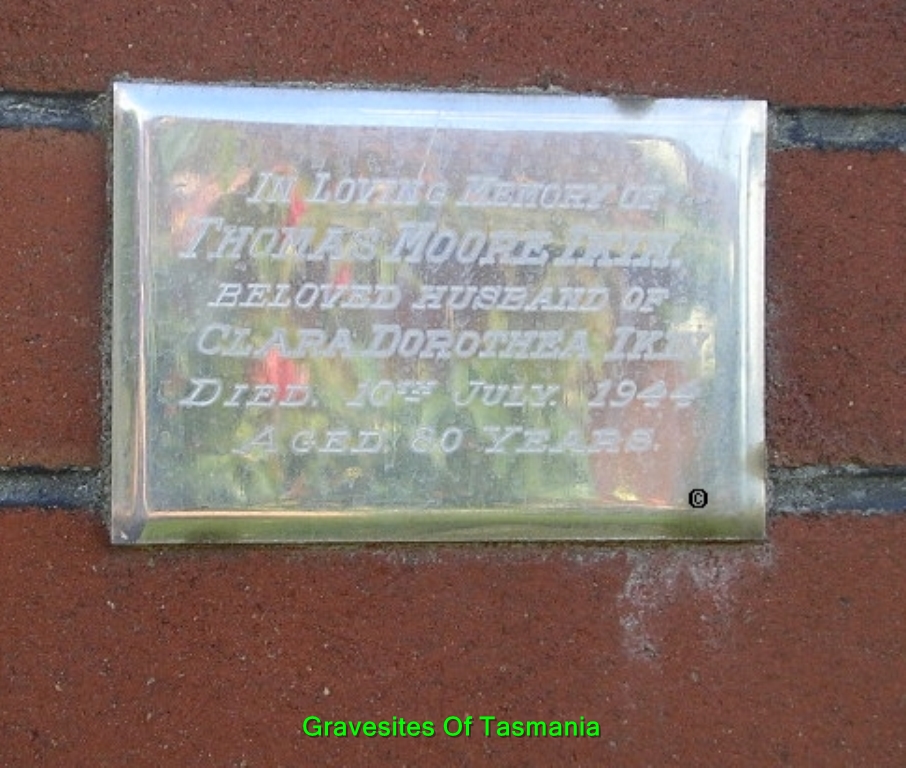 IN LOVING MEMORY OF
THOMAS MOORE IKIN.
BELOVED HUSBAND OF
CLARA DOROTHEA IKIN
DIED. 10TH JULY. 1944
AGED 80 YEARS.
©
Gravesites Of Tasmania